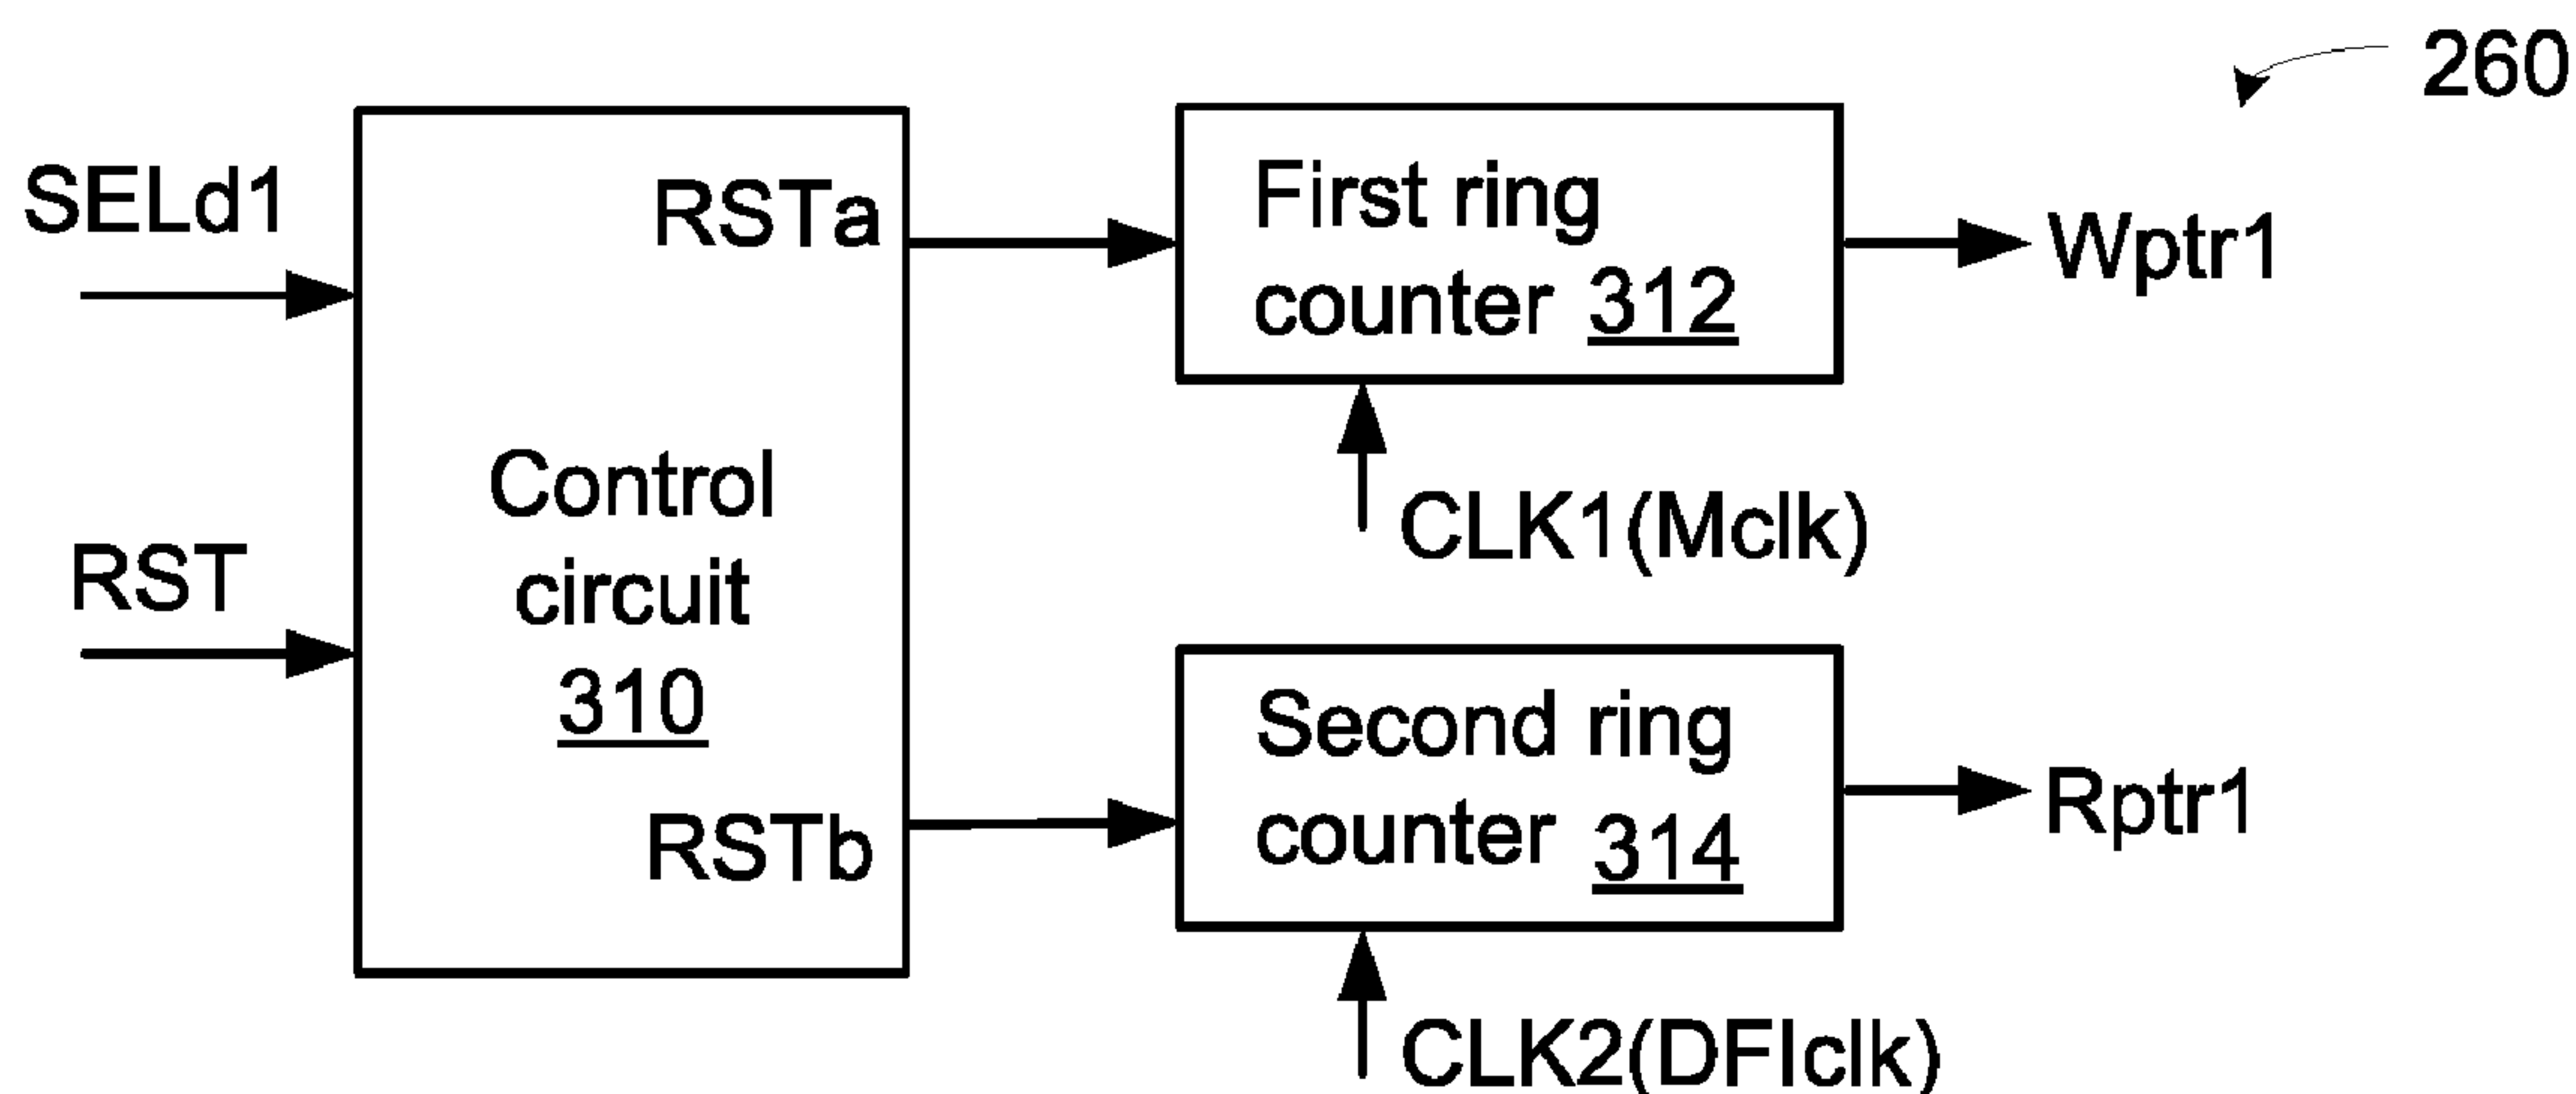 260
SELd1
RSTa
First ring
counter 312
Wptr1
CLK1(Mclk)
RST
Control
circuit
310
Second ring
counter 314
Rptr1
RSTb
CLK2(DFIclk)